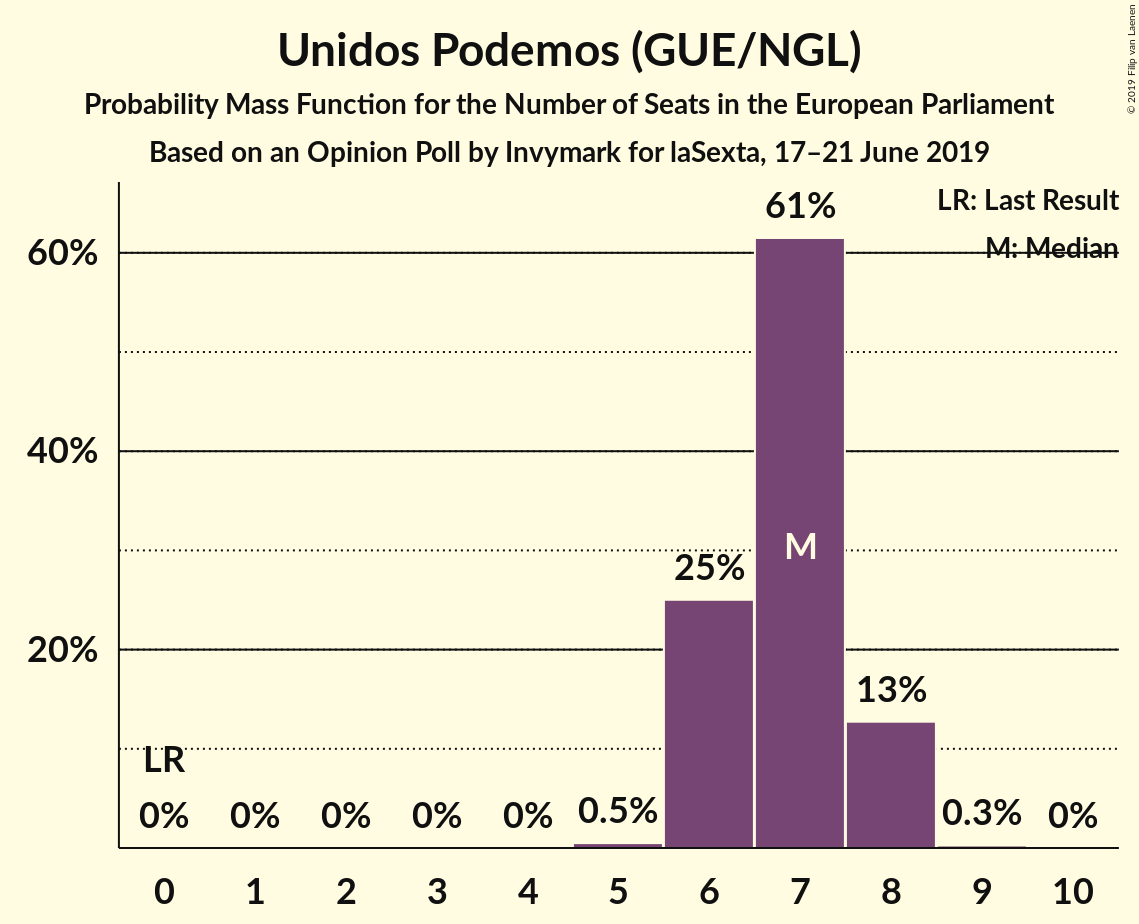 Unidos Podemos (GUE/NGL)
Probability Mass Function for the Number of Seats in the European Parliament
Based on an Opinion Poll by Invymark for laSexta, 17–21 June 2019
© 2019 Filip van Laenen
LR: Last Result
M: Median
61%
60%
40%
M
25%
20%
13%
LR
0% 0% 0% 0% 0% 0.5% 0.3% 0%
0 1 2 3 4 5 6 7 8 9 10